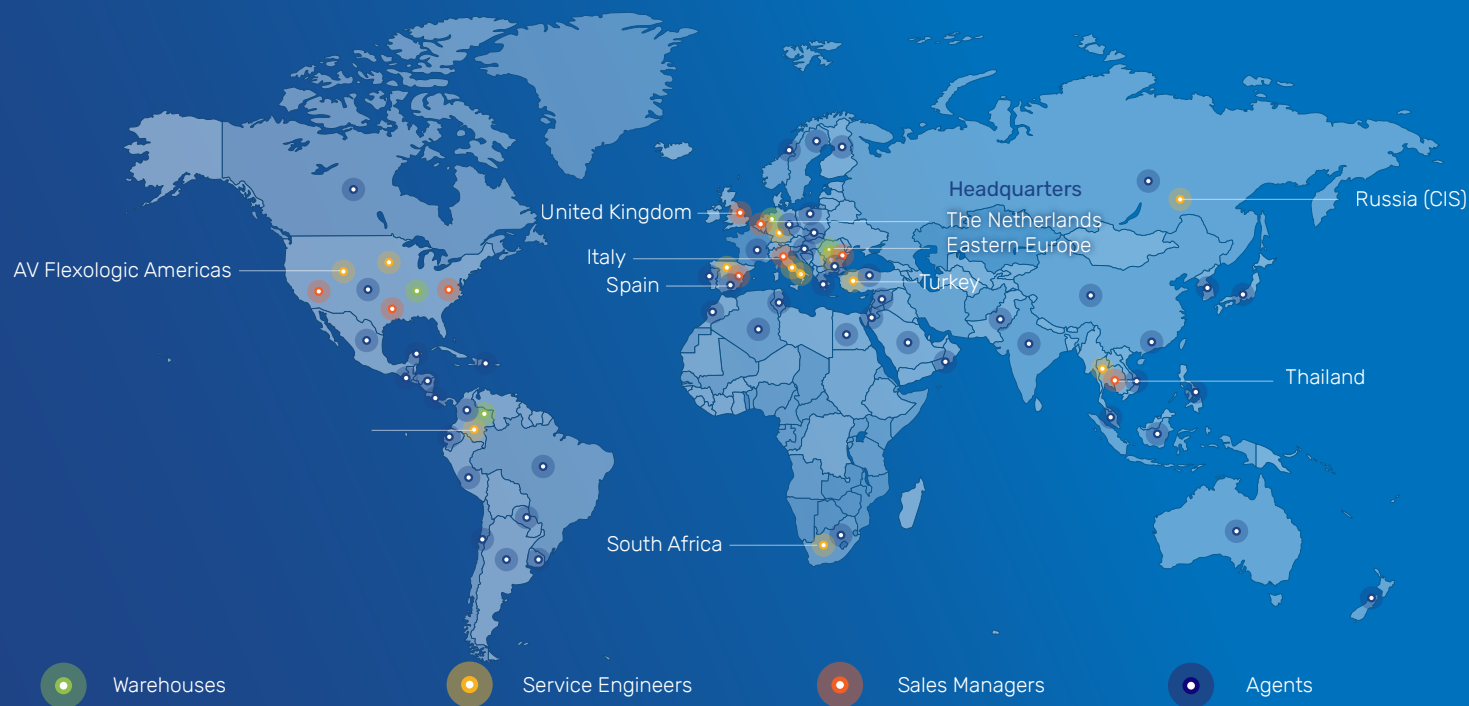 Headquarters
United Kingdom
The Netherlands
Russia (CIS)
Eastern Europe
Italy
AV Flexologic Americas
Spain
Turkey
Thailand
South Africa
Warehouses
Service Engineers
Sales Managers
Agents